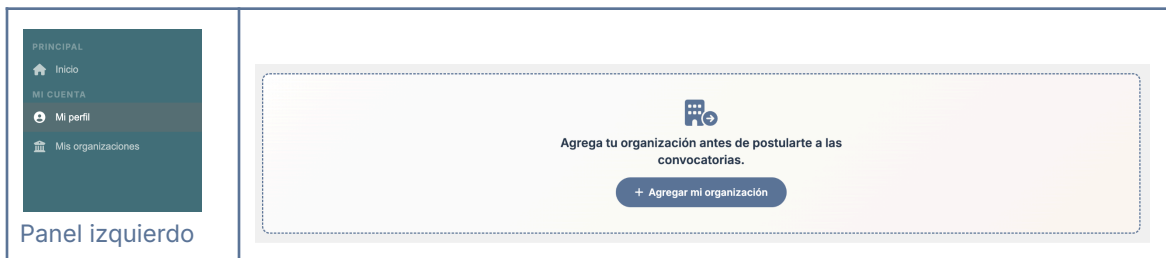 PRINCIPAL
Inicio
MI CUENTA
Mi perfil
Mis organizaciones
Panel izquierdo
Agrega tu organización antes de postularte a las
convocatorias.
+ Agregar mi organización